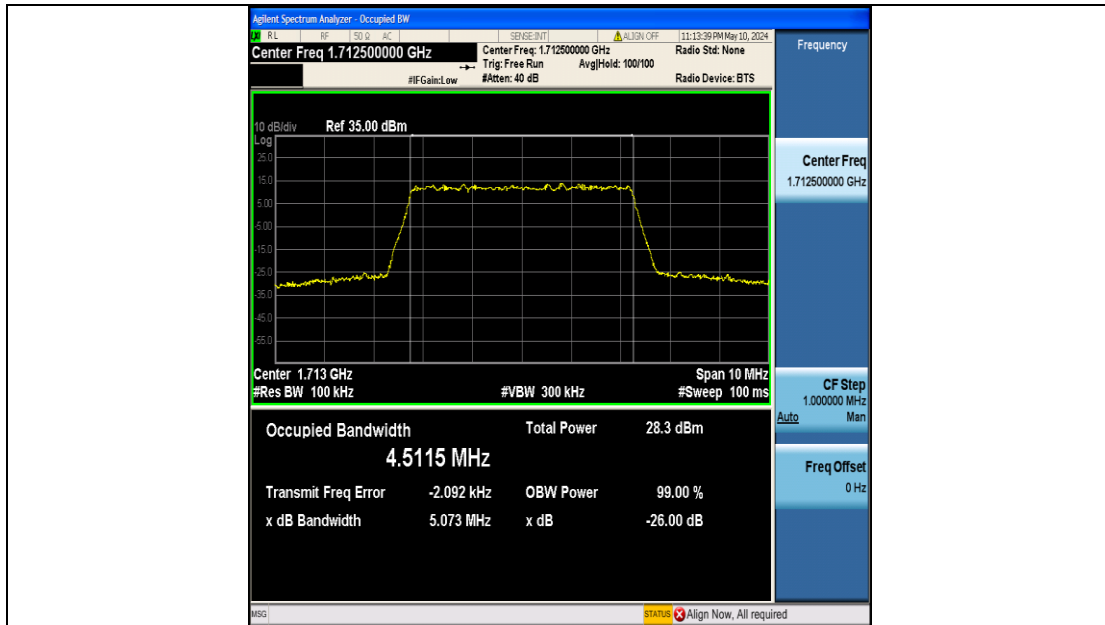 Agilent Spectrum Analyzer - Occupied BW
RL RF 50 Ω AC SENSE:INT ALIGN OFF 11:13:39 PM May 10, 2024
Center Freq 1.712500000 GHz
Center Freq: 1.712500000 GHz
Radio Std: None
Trig: Free Run Avg|Hold: 100/100
#IFGain:Low
#Atten: 40 dB
Radio Device: BTS
Frequency
10 dB/div Ref 35.00 dBm
Log
25.0
15.0
5.00
-5.00
-15.0
-25.0
-35.0
-45.0
-55.0
Center 1.713 GHz
Span 10 MHz
#Res BW 100 kHz
#VBW 300 kHz
#Sweep 100 ms
Center Freq
1.712500000 GHz
CF Step
1.000000 MHz
Auto Man
Freq Offset
0 Hz
Occupied Bandwidth
Total Power 28.3 dBm
4.5115 MHz
Transmit Freq Error -2.092 kHz OBW Power 99.00 %
x dB Bandwidth 5.073 MHz x dB -26.00 dB
MSG
STATUS Align Now, All required